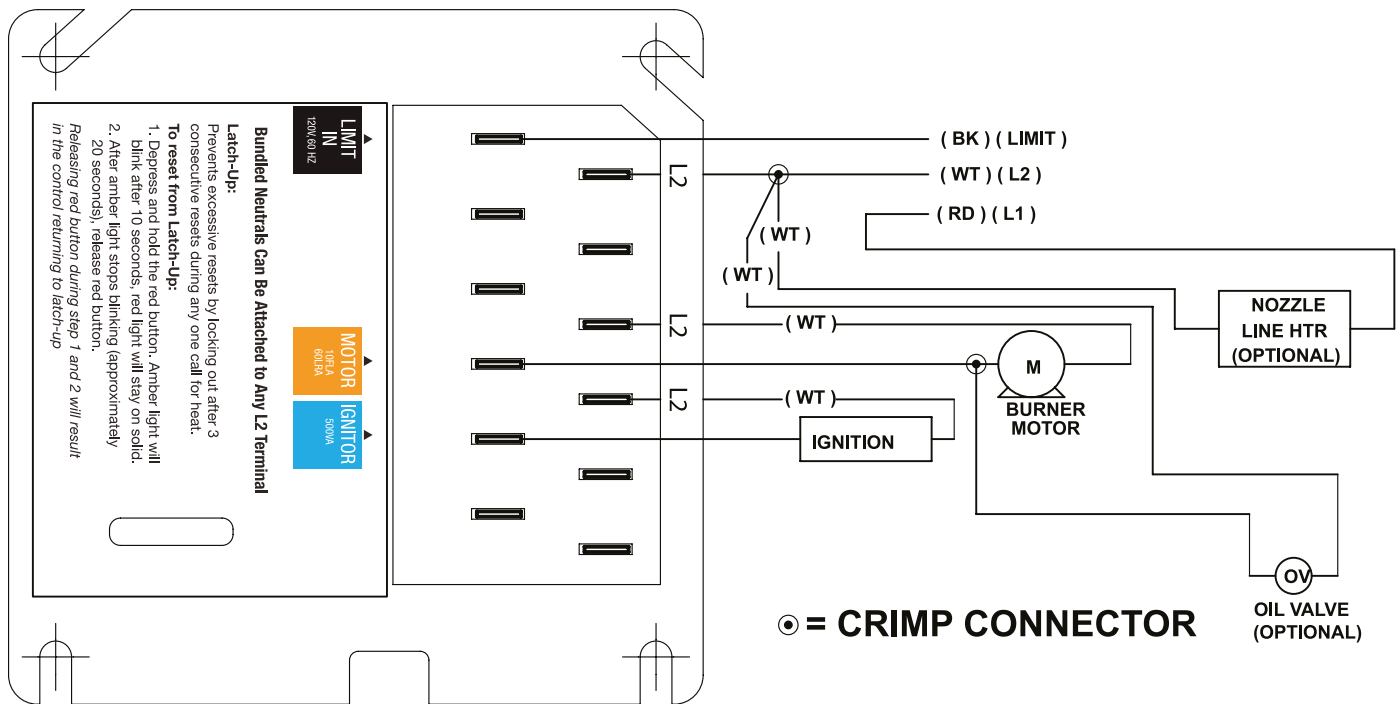 LIMIT
IN
120V, 60 HZ
MOTOR
10FLA
60LRA
IGNITOR
500VA
Bundled Neutrals Can Be Attached to Any L2 Terminal
Latch-Up:
Prevents excessive resets by locking out after 3
consecutive resets during any one call for heat.
To reset from Latch-Up:
1. Depress and hold the red button. Amber light will
blink after 10 seconds, red light will stay on solid.
2. After amber light stops blinking (approximately
20 seconds), release red button.
Releasing red button during step 1 and 2 will result
in the control returning to latch-up
L2
L2
L2
( BK ) ( LIMIT )
( WT ) ( L2 )
( RD ) ( L1 )
( WT )
( WT )
( WT )
( WT )
NOZZLE
LINE HTR
(OPTIONAL)
M
BURNER
MOTOR
IGNITION
OV
OIL VALVE
(OPTIONAL)
= CRIMP CONNECTOR